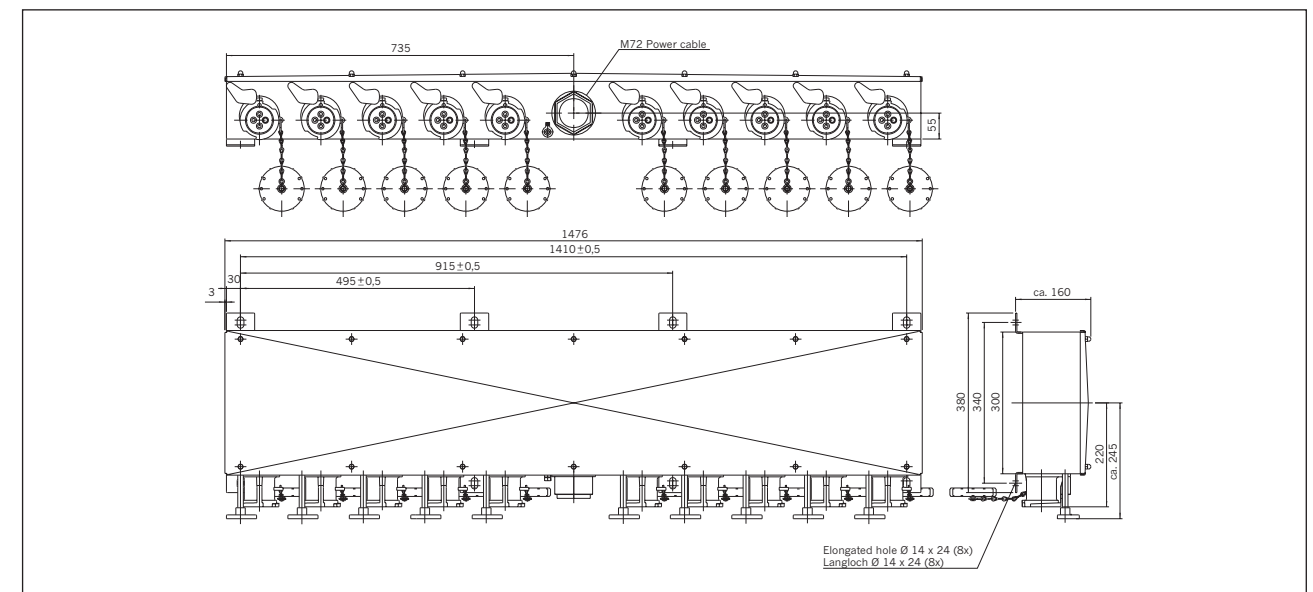 M72 Power cable
735
55
1476
1410±0,5
915±0,5
30
495±0,5
3
ca. 160
380
340
300
220
ca. 245
Elongated hole Ø 14 x 24 (8x)
Langloch Ø 14 x 24 (8x)